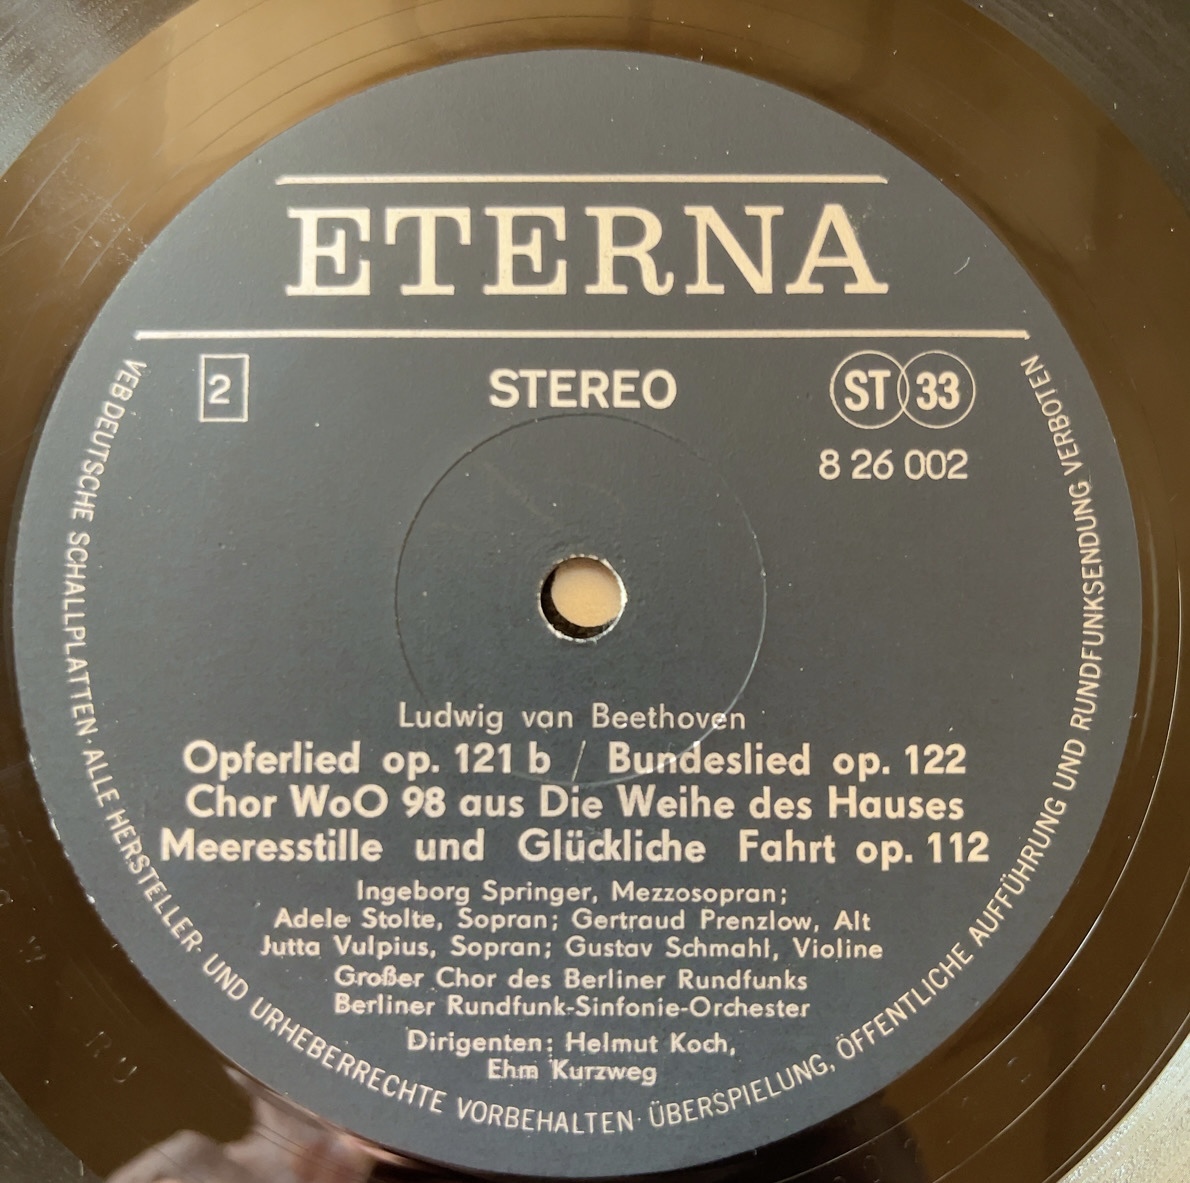 ETERNA
2
STEREO
ST 33
8 26 002
Ludwig van Beethoven
Opferlied op. 121 b / Bundeslied op. 122
Chor WoO 98 aus Die Weihe des Hauses
Meeresstille und Glückliche Fahrt op. 112
Ingeborg Springer, Mezzosopran;
Adele Stolte, Sopran; Gertraud Prenzlow, Alt
Jutta Vulpius, Sopran; Gustav Schmahl, Violine
Großer Chor des Berliner Rundfunks
Berliner Rundfunk-Sinfonie-Orchester
Dirigenten: Helmut Koch,
Ehm Kurzweg
VEB DEUTSCHE SCHALLPLATTEN · ALLE HERSTELLER- UND URHEBERRECHTE VORBEHALTEN · ÜBERSPIELUNG, ÖFFENTLICHE AUFFÜHRUNG UND RUNDFUNKSENDUNG VERBOTEN